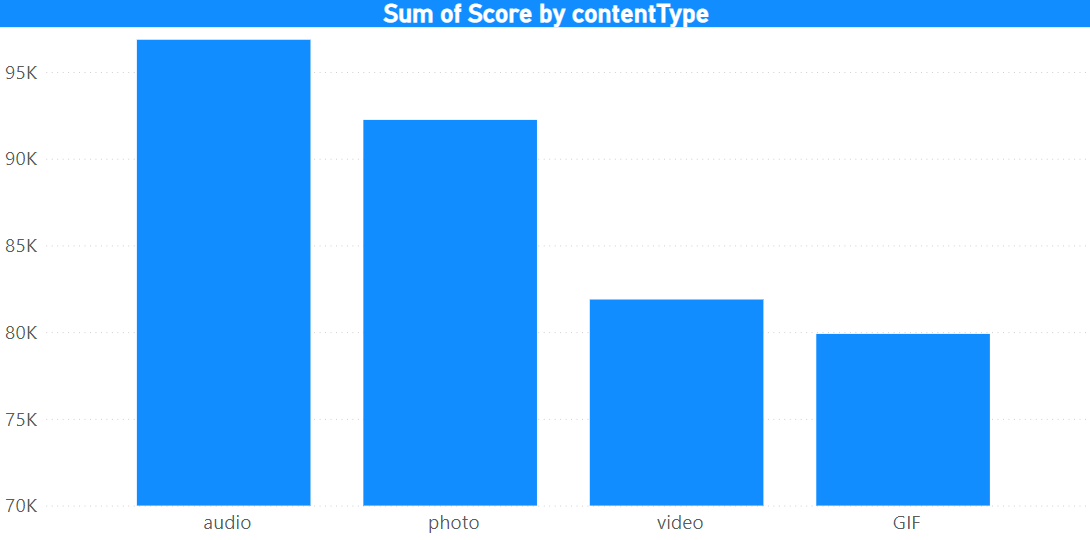 Sum of Score by contentType
95K
90K
85K
80K
75K
70K
audio photo video GIF